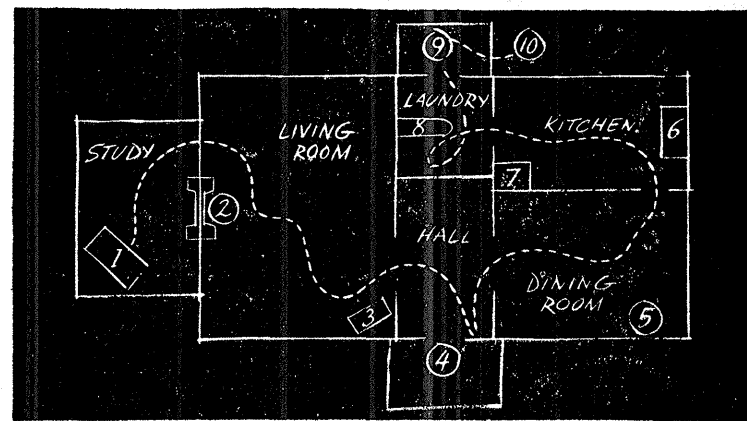 9
10
LAUNDRY
8
KITCHEN
6
LIVING
ROOM
STUDY
7
2
1
HALL
DINING
ROOM
3
5
4